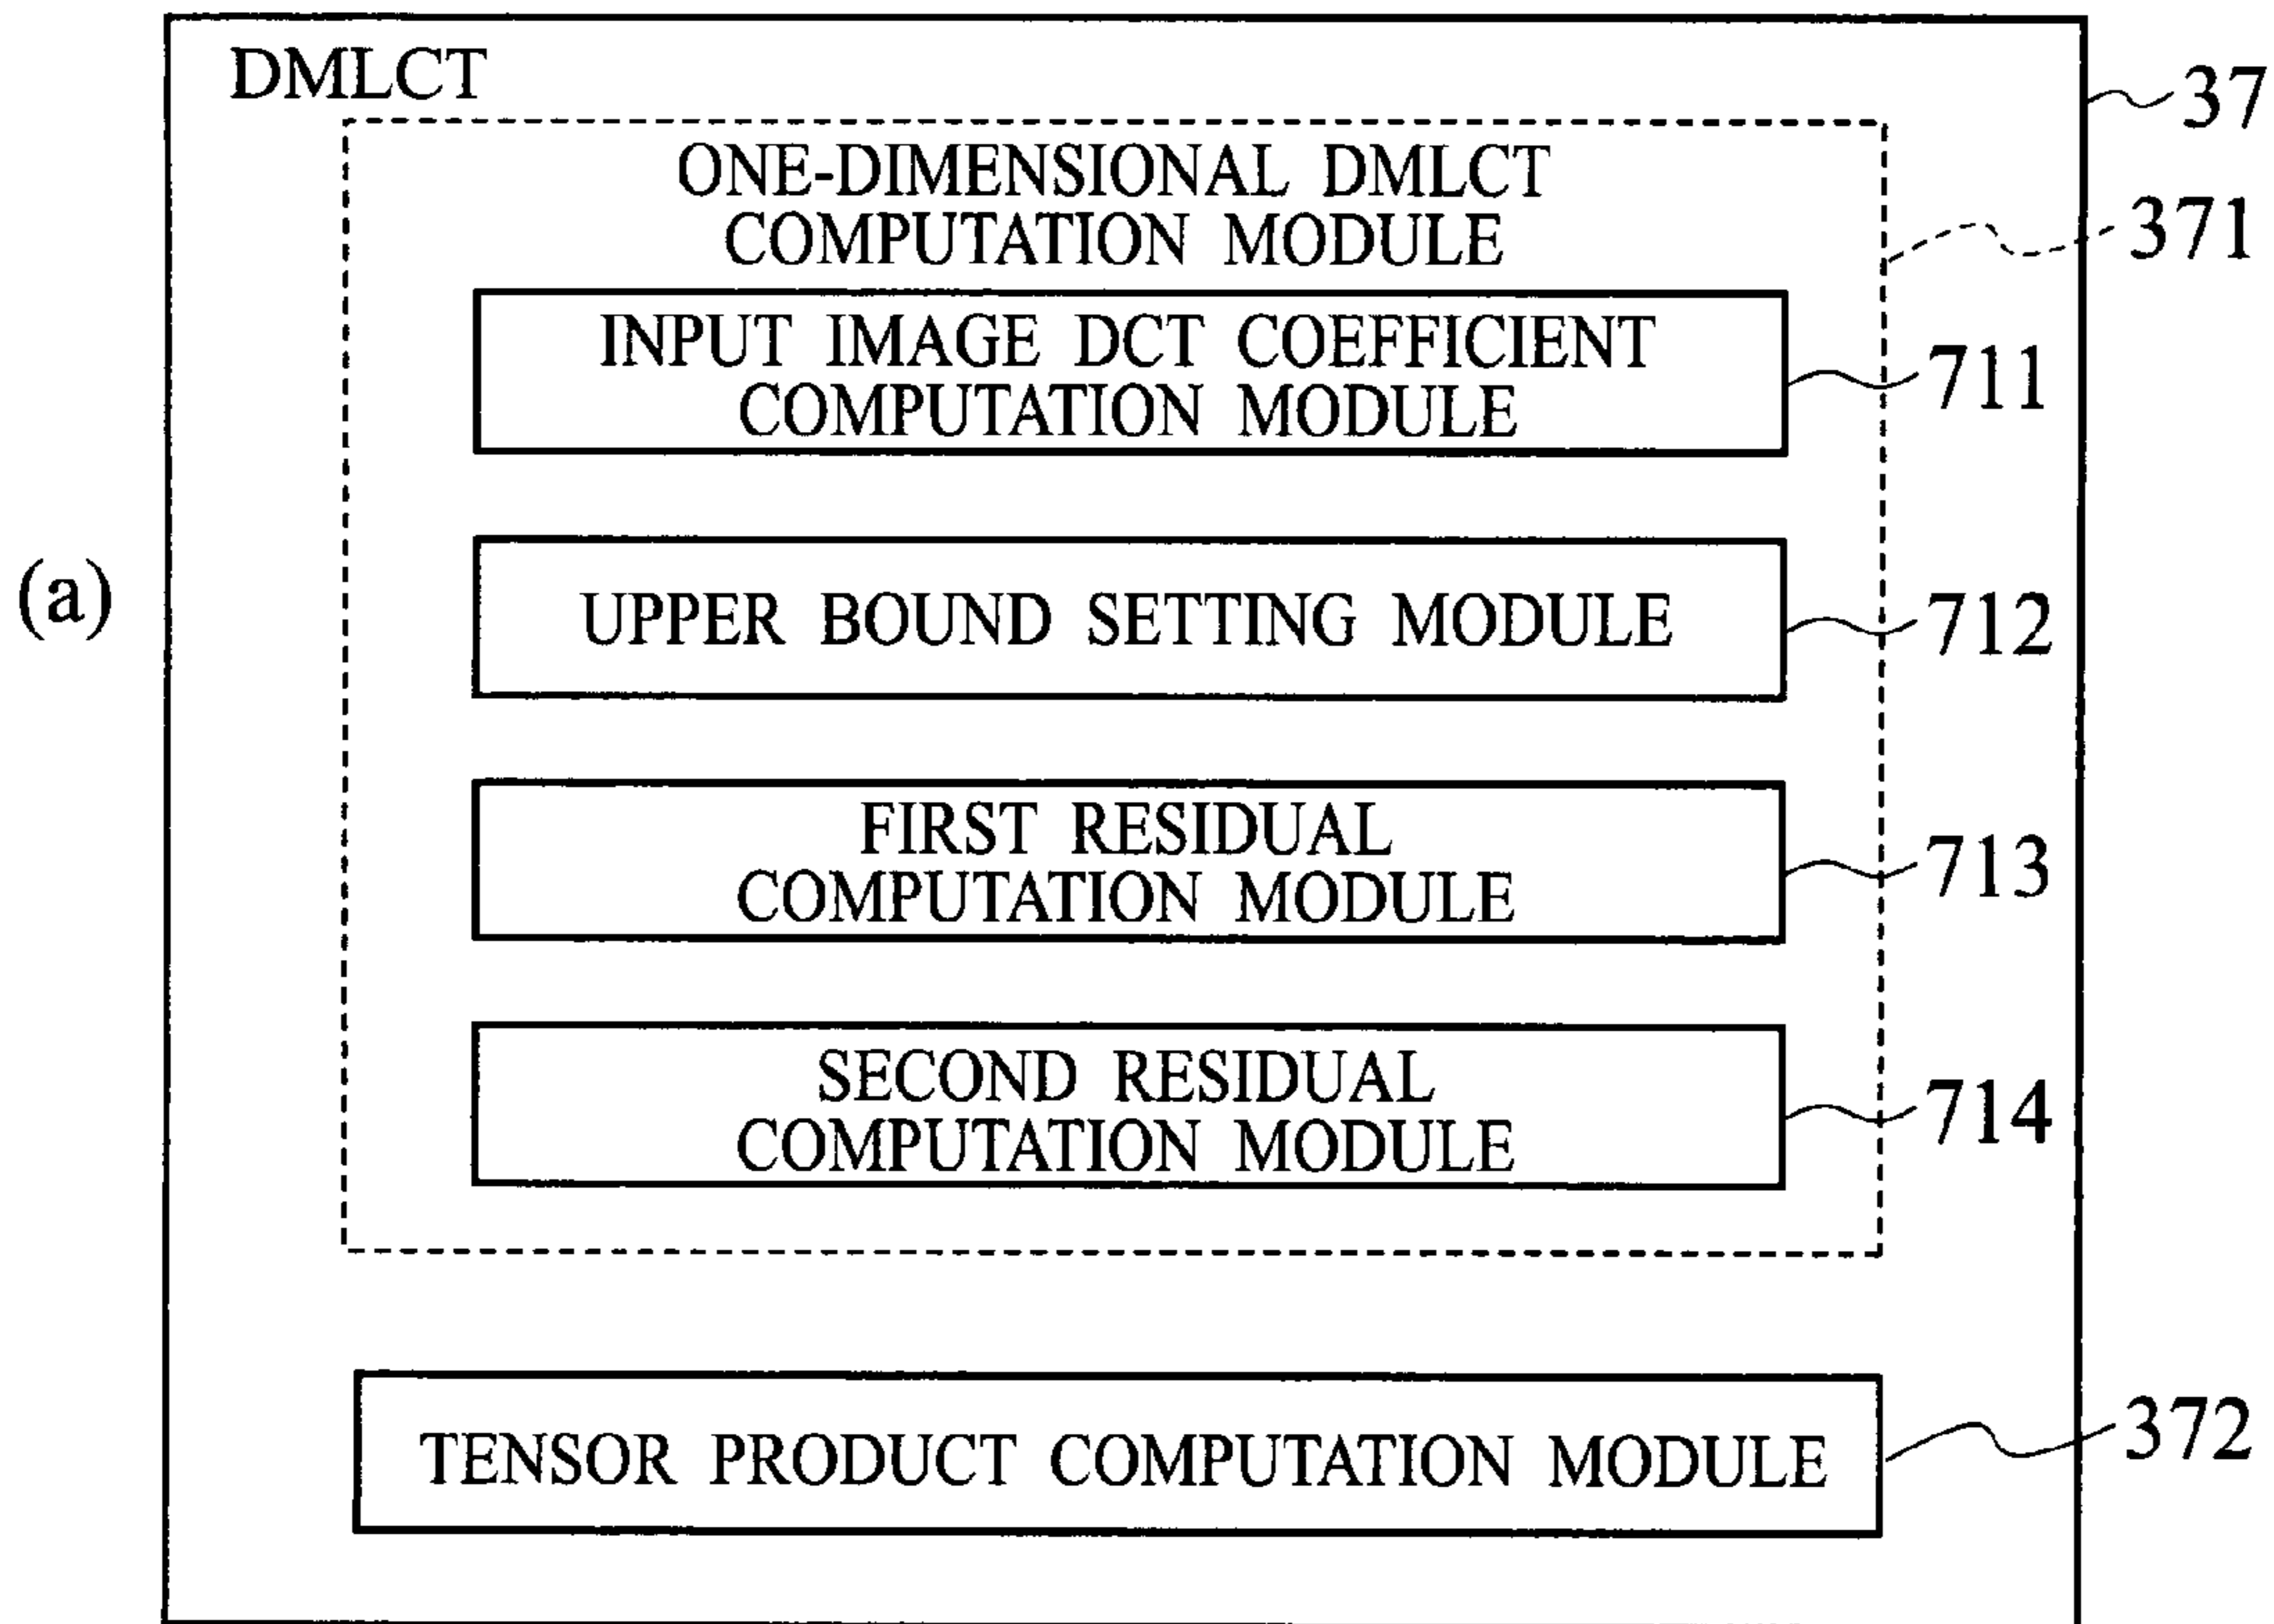 DMLCT
37
ONE-DIMENSIONAL DMLCT
COMPUTATION MODULE
371
INPUT IMAGE DCT COEFFICIENT
COMPUTATION MODULE
711
(a)
UPPER BOUND SETTING MODULE
712
FIRST RESIDUAL
COMPUTATION MODULE
713
SECOND RESIDUAL
COMPUTATION MODULE
714
TENSOR PRODUCT COMPUTATION MODULE
372